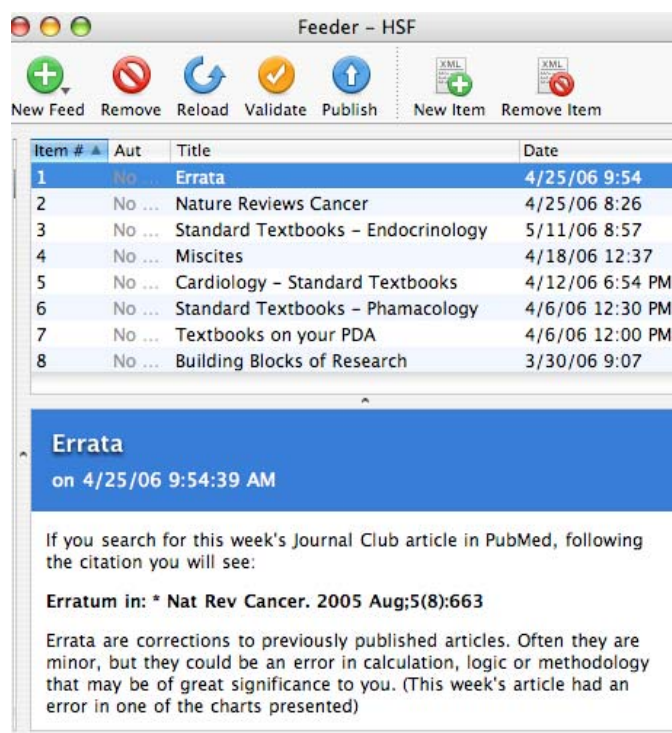 Feeder – HSF
New Feed Remove Reload Validate Publish New Item Remove Item
Item # Aut Title Date
1 No ... Errata 4/25/06 9:54
2 No ... Nature Reviews Cancer 4/25/06 8:26
3 No ... Standard Textbooks – Endocrinology 5/11/06 8:57
4 No ... Miscites 4/18/06 12:37
5 No ... Cardiology – Standard Textbooks 4/12/06 6:54 PM
6 No ... Standard Textbooks – Phamacology 4/6/06 12:30 PM
7 No ... Textbooks on your PDA 4/6/06 12:00 PM
8 No ... Building Blocks of Research 3/30/06 9:07
Errata
on 4/25/06 9:54:39 AM
If you search for this week's Journal Club article in PubMed, following
the citation you will see:
Erratum in: * Nat Rev Cancer. 2005 Aug;5(8):663
Errata are corrections to previously published articles. Often they are
minor, but they could be an error in calculation, logic or methodology
that may be of great significance to you. (This week's article had an
error in one of the charts presented)